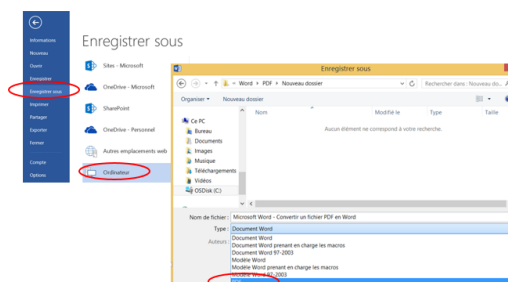 Informations
Nouveau
Ouvrir
Enregistrer
Enregistrer sous
Imprimer
Partager
Exporter
Fermer
Compte
Options
Enregistrer sous
Sites - Microsoft
OneDrive - Microsoft
SharePoint
OneDrive - Personnel
Autres emplacements web
Ordinateur
Enregistrer sous
Word ▸ PDF ▸ Nouveau dossier
Rechercher dans : Nouveau do...
Organiser Nouveau dossier
Nom Modifié le Type Taille
Aucun élément ne correspond à votre recherche.
Ce PC
Bureau
Documents
Images
Musique
Téléchargements
Vidéos
OSDisk (C:)
Nom de fichier : Microsoft Word - Convertir un fichier PDF en Word
Type : Document Word
Auteurs :
Document Word
Document Word prenant en charge les macros
Document Word 97-2003
Modèle Word
Modèle Word prenant en charge les macros
Modèle Word 97-2003